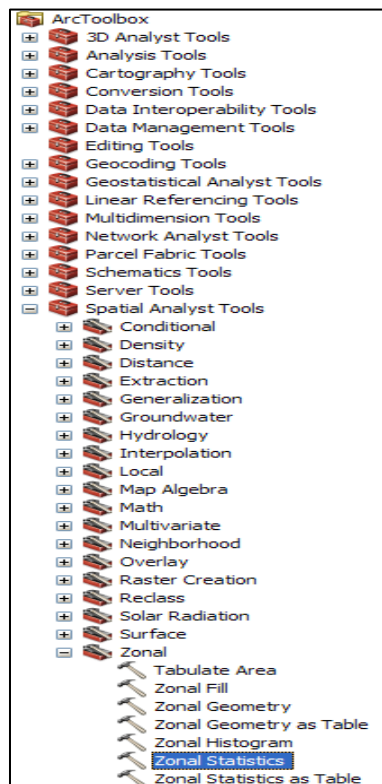 ArcToolbox
3D Analyst Tools
Analysis Tools
Cartography Tools
Conversion Tools
Data Interoperability Tools
Data Management Tools
Editing Tools
Geocoding Tools
Geostatistical Analyst Tools
Linear Referencing Tools
Multidimension Tools
Network Analyst Tools
Parcel Fabric Tools
Schematics Tools
Server Tools
Spatial Analyst Tools
Conditional
Density
Distance
Extraction
Generalization
Groundwater
Hydrology
Interpolation
Local
Map Algebra
Math
Multivariate
Neighborhood
Overlay
Raster Creation
Reclass
Solar Radiation
Surface
Zonal
Tabulate Area
Zonal Fill
Zonal Geometry
Zonal Geometry as Table
Zonal Histogram
Zonal Statistics
Zonal Statistics as Table